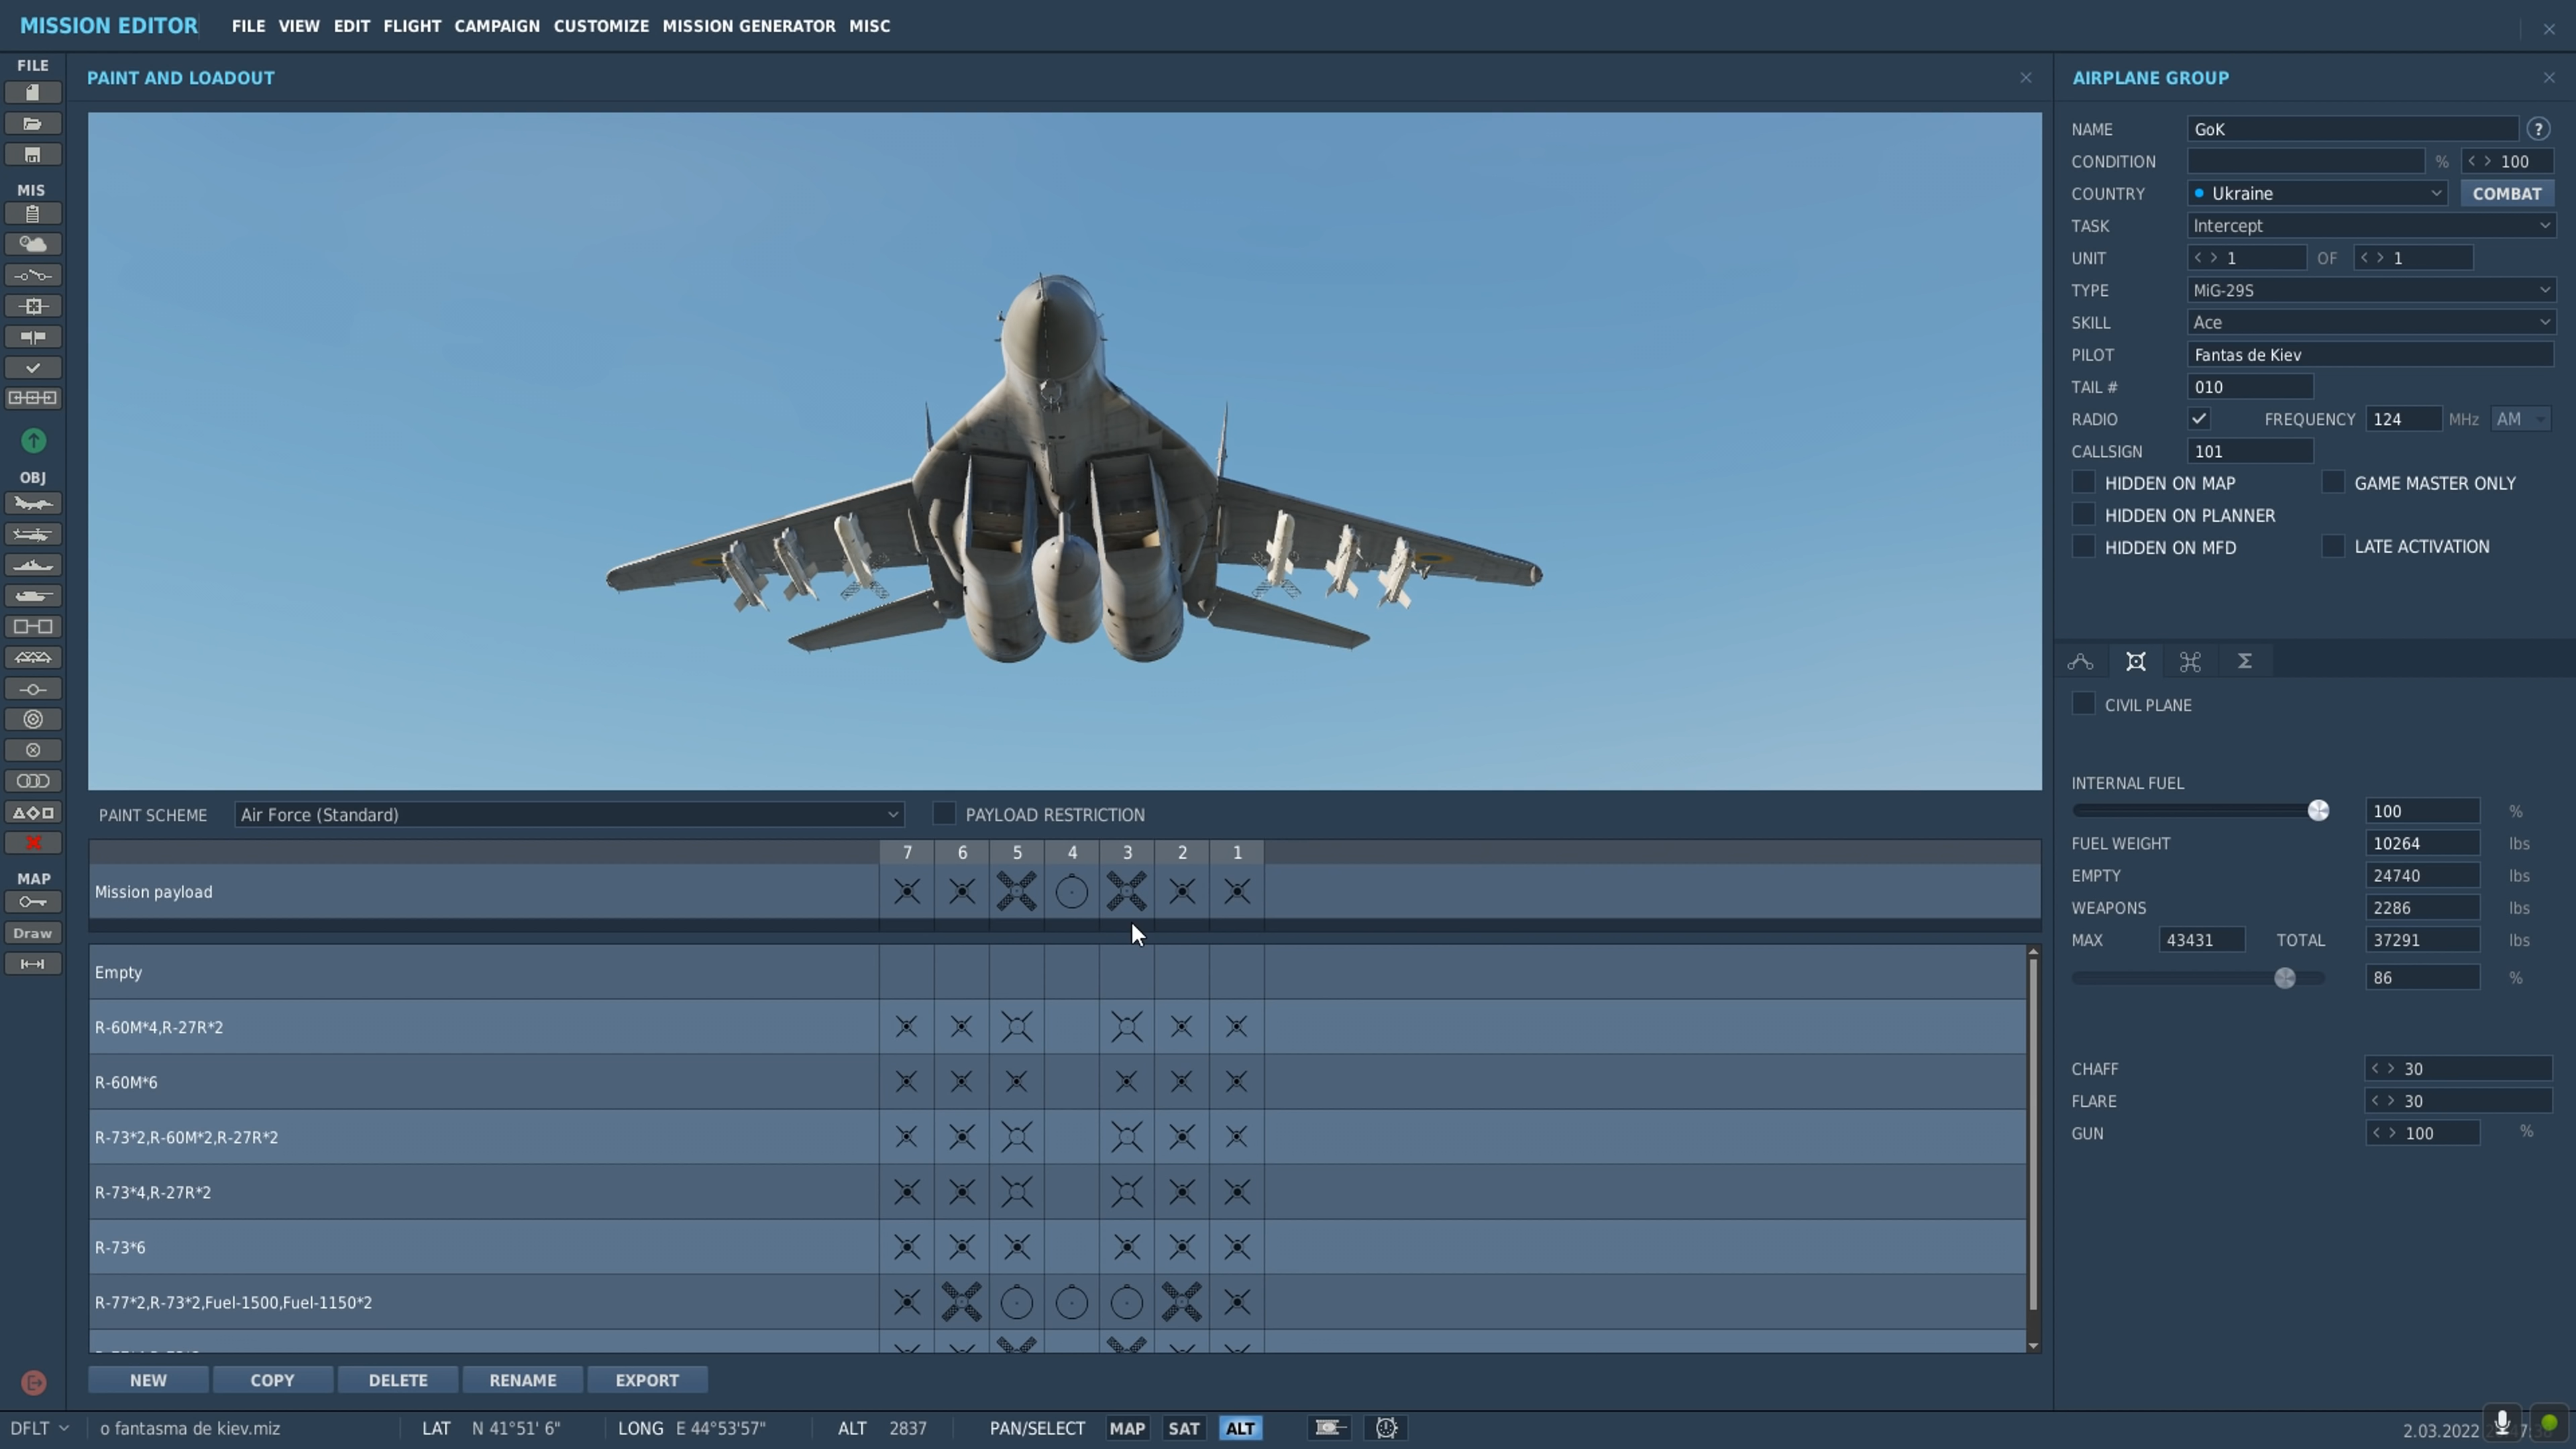 MISSION EDITOR FILE VIEW EDIT FLIGHT CAMPAIGN CUSTOMIZE MISSION GENERATOR MISC
FILE
MIS
OBJ
MAP
Draw
PAINT AND LOADOUT
PAINT SCHEME Air Force (Standard) PAYLOAD RESTRICTION
7 6 5 4 3 2 1
Mission payload
Empty
R-60M*4,R-27R*2
R-60M*6
R-73*2,R-60M*2,R-27R*2
R-73*4,R-27R*2
R-73*6
R-77*2,R-73*2,Fuel-1500,Fuel-1150*2
NEW COPY DELETE RENAME EXPORT
AIRPLANE GROUP
NAME GoK ?
CONDITION % < > 100
COUNTRY Ukraine COMBAT
TASK Intercept
UNIT < > 1 OF < > 1
TYPE MiG-29S
SKILL Ace
PILOT Fantas de Kiev
TAIL # 010
RADIO FREQUENCY 124 MHz AM
CALLSIGN 101
HIDDEN ON MAP GAME MASTER ONLY
HIDDEN ON PLANNER
HIDDEN ON MFD LATE ACTIVATION
Σ
CIVIL PLANE
INTERNAL FUEL
100 %
FUEL WEIGHT 10264 lbs
EMPTY 24740 lbs
WEAPONS 2286 lbs
MAX 43431 TOTAL 37291 lbs
86 %
CHAFF < > 30
FLARE < > 30
GUN < > 100 %
DFLT o fantasma de kiev.miz LAT N 41°51' 6" LONG E 44°53'57" ALT 2837 PAN/SELECT MAP SAT ALT 2.03.2022